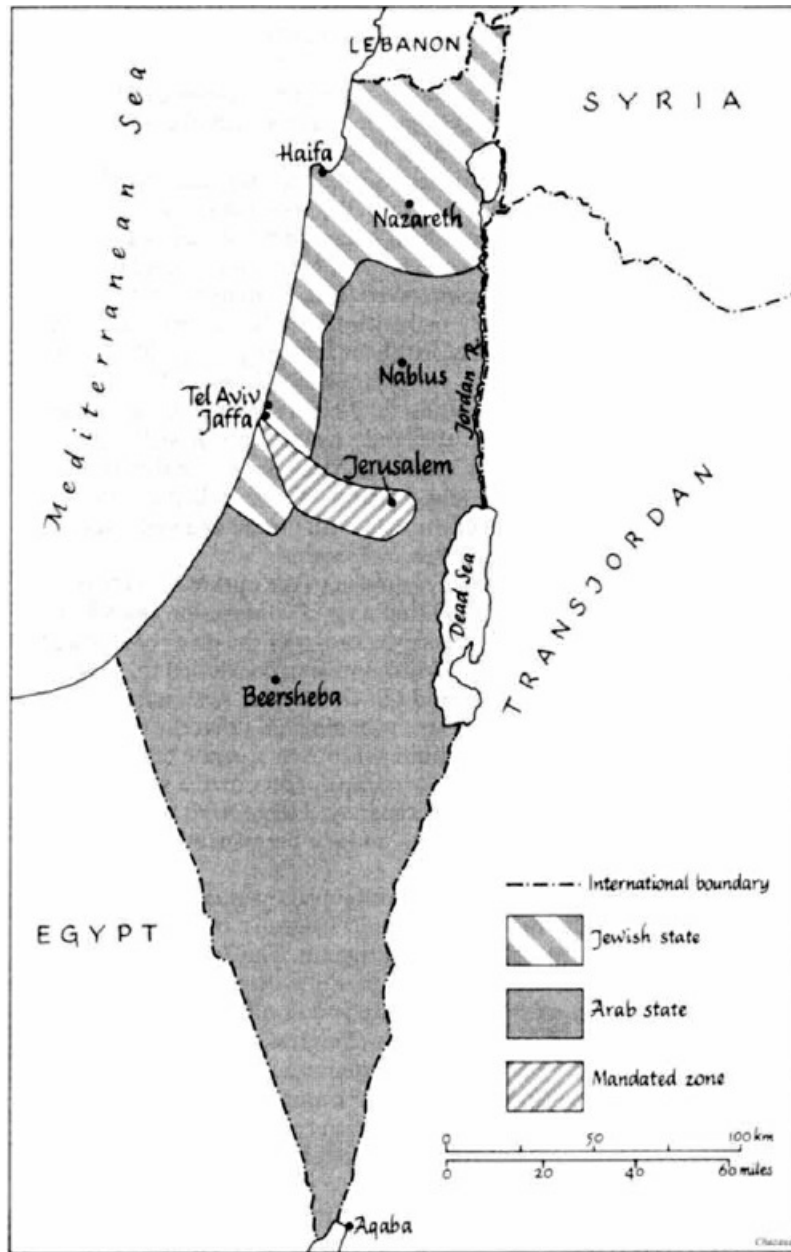 LEBANON
SYRIA
Mediterranean Sea
Haifa
Nazareth
Nablus
Jordan R.
Tel Aviv
Jaffa
Jerusalem
Dead Sea
TRANSJORDAN
Beersheba
EGYPT
International boundary
Jewish state
Arab state
Mandated zone
0 50 100 km
0 20 40 60 miles
Aqaba